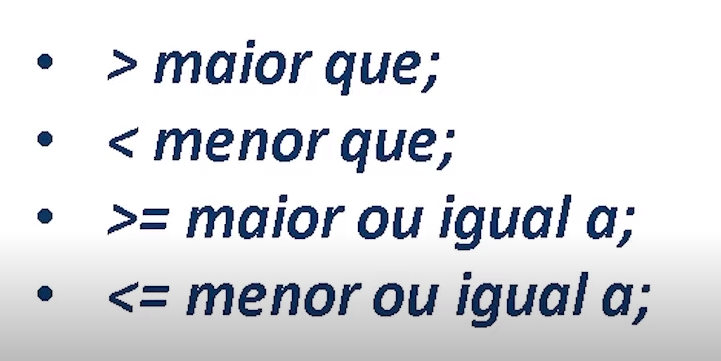 • > maior que;
• < menor que;
• >= maior ou igual a;
• <= menor ou igual a;